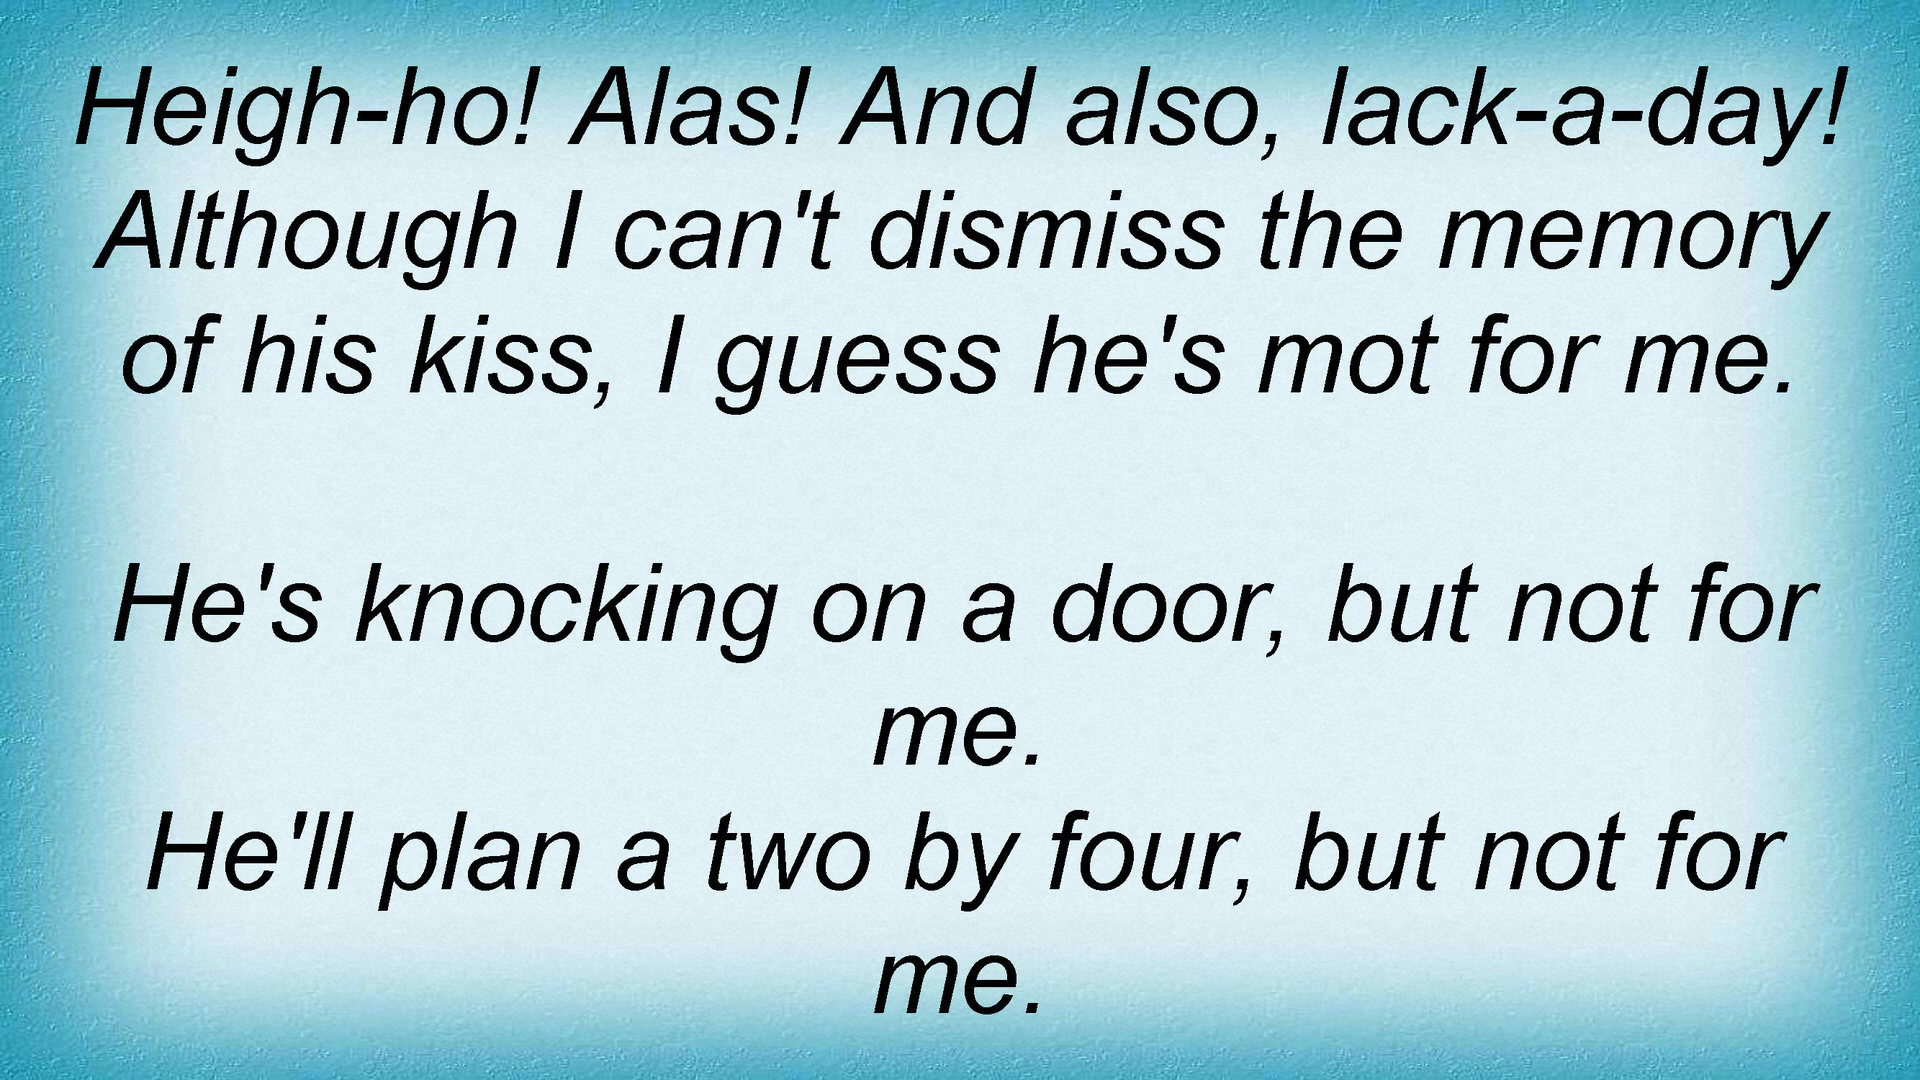 Heigh-ho! Alas! And also, lack-a-day!
Although I can't dismiss the memory
of his kiss, I guess he's mot for me.
He's knocking on a door, but not for
me.
He'll plan a two by four, but not for
me.